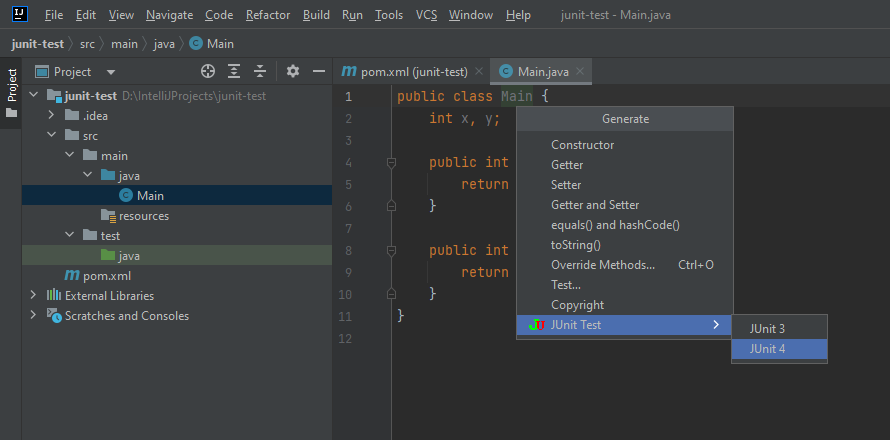 IJ File Edit View Navigate Code Refactor Build Run Tools VCS Window Help junit-test - Main.java
junit-test src main java C Main
Project
Project
m pom.xml (junit-test) C Main.java
junit-test D:\IntelliJProjects\junit-test
.idea
src
main
java
C Main
resources
test
java
m pom.xml
External Libraries
Scratches and Consoles
1 public class Main {
2 int x, y;
3
4 public int
5 return
6 }
7
8 public int
9 return
10 }
11 }
12
Generate
Constructor
Getter
Setter
Getter and Setter
equals() and hashCode()
toString()
Override Methods... Ctrl+O
Test...
Copyright
JUnit Test
JUnit 3
JUnit 4